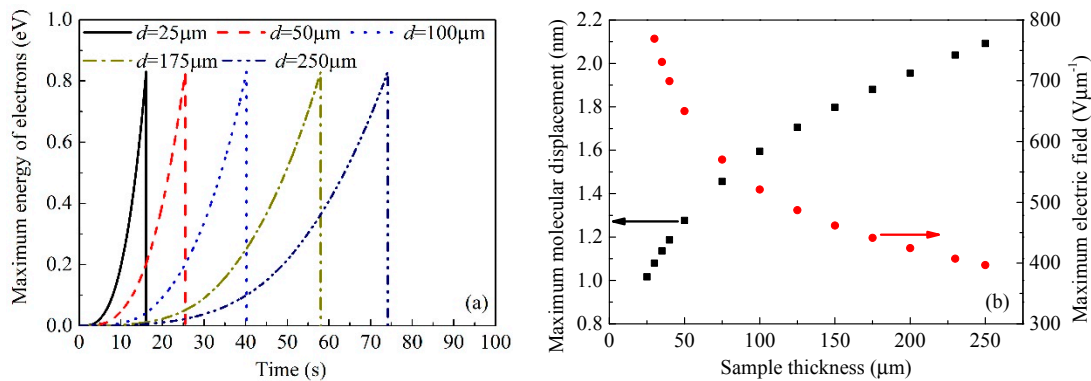 Maximum energy of electrons (eV)
1.0
0.8
0.6
0.4
0.2
0.0
d=25μm d=50μm d=100μm
d=175μm d=250μm
(a)
0 10 20 30 40 50 60 70 80 90 100
Time (s)
Maximum molecular displacement (nm)
2.2
2.0
1.8
1.6
1.4
1.2
1.0
0.8
(b)
0 50 100 150 200 250
Sample thickness (μm)
800
700
600
500
400
300
Maximum electric field (Vμm⁻¹)